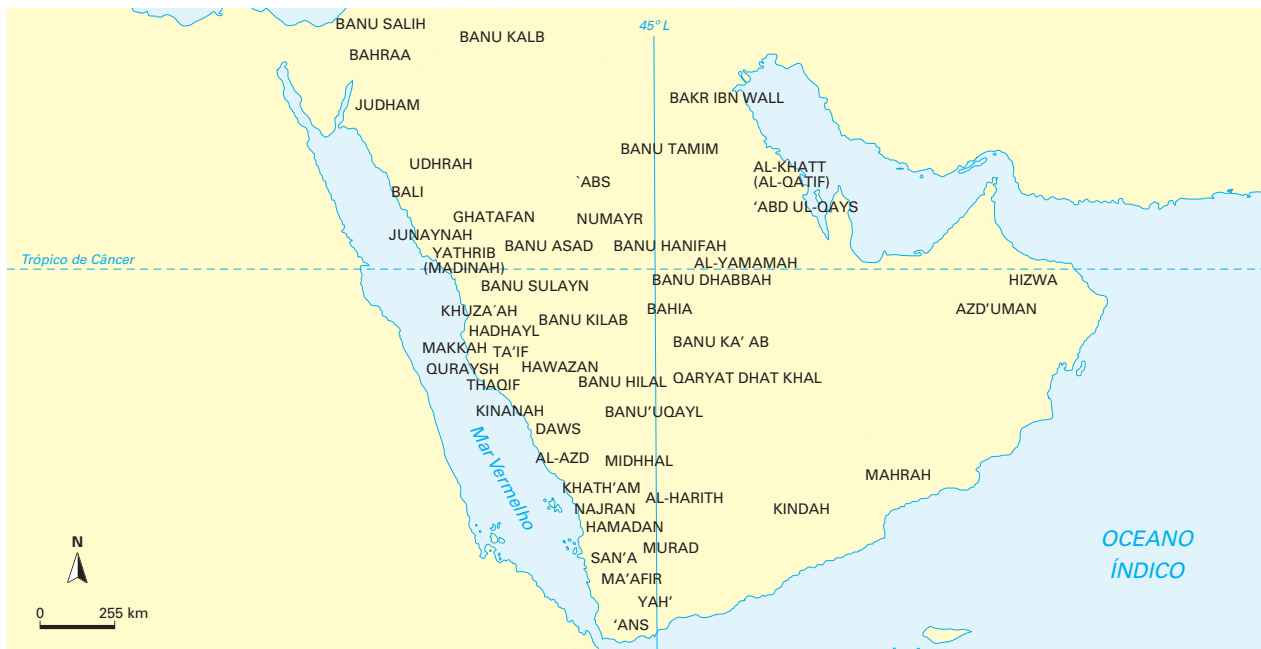 BANU SALIH
45º L
BANU KALB
BAHRAA
BAKR IBN WALL
JUDHAM
BANU TAMIM
UDHRAH
AL-KHATT
(AL-QATIF)
`ABS
BALI
‘ABD UL-QAYS
GHATAFAN
NUMAYR
JUNAYNAH
BANU ASAD
BANU HANIFAH
YATHRIB
(MADINAH)
Trópico de Câncer
AL-YAMAMAH
BANU DHABBAH
HIZWA
BANU SULAYN
KHUZA´AH
BAHIA
AZD’UMAN
BANU KILAB
HADHAYL
BANU KA’ AB
MAKKAH
TA’IF
QURAYSH
HAWAZAN
THAQIF
BANU HILAL
QARYAT DHAT KHAL
KINANAH
BANU’UQAYL
DAWS
Mar Vermelho
AL-AZD
MIDHHAL
MAHRAH
KHATH’AM
AL-HARITH
NAJRAN
KINDAH
HAMADAN
MURAD
SAN’A
OCEANO
ÍNDICO
MA’AFIR
YAH’
‘ANS
N
0 255 km